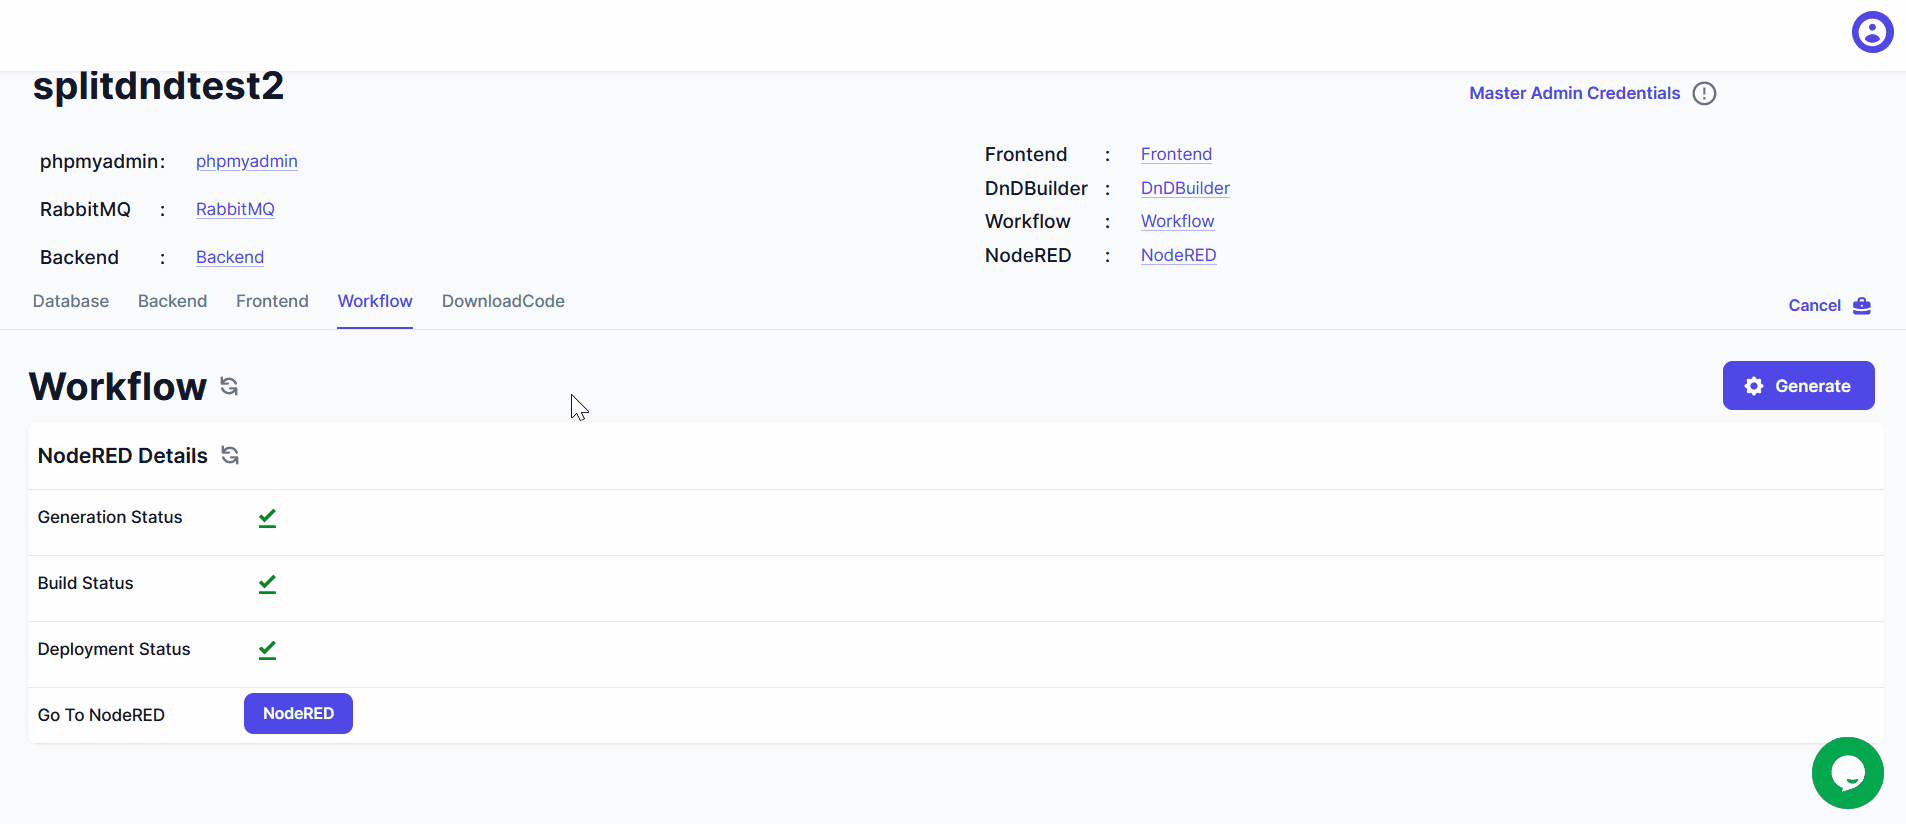 splitdndtest2
Master Admin Credentials
phpmyadmin : phpmyadmin
RabbitMQ : RabbitMQ
Backend : Backend
Frontend : Frontend
DnDBuilder : DnDBuilder
Workflow : Workflow
NodeRED : NodeRED
Database Backend Frontend Workflow DownloadCode
Cancel
Workflow
Generate
NodeRED Details
Generation Status
Build Status
Deployment Status
Go To NodeRED NodeRED